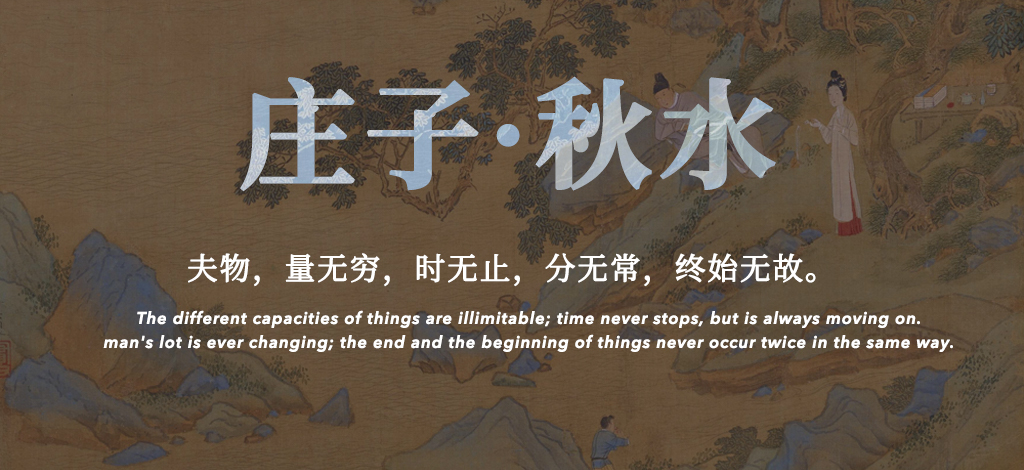 庄子·秋水
夫物，量无穷，时无止，分无常，终始无故。
The different capacities of things are illimitable; time never stops, but is always moving on.
man's lot is ever changing; the end and the beginning of things never occur twice in the same way.